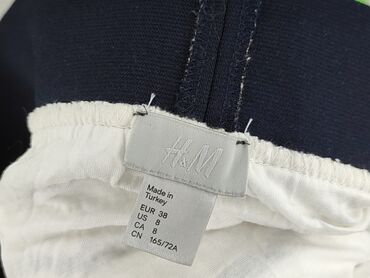 H&M
Made in
Turkey
EUR 38
US 8
CA 8
CN 165/72A